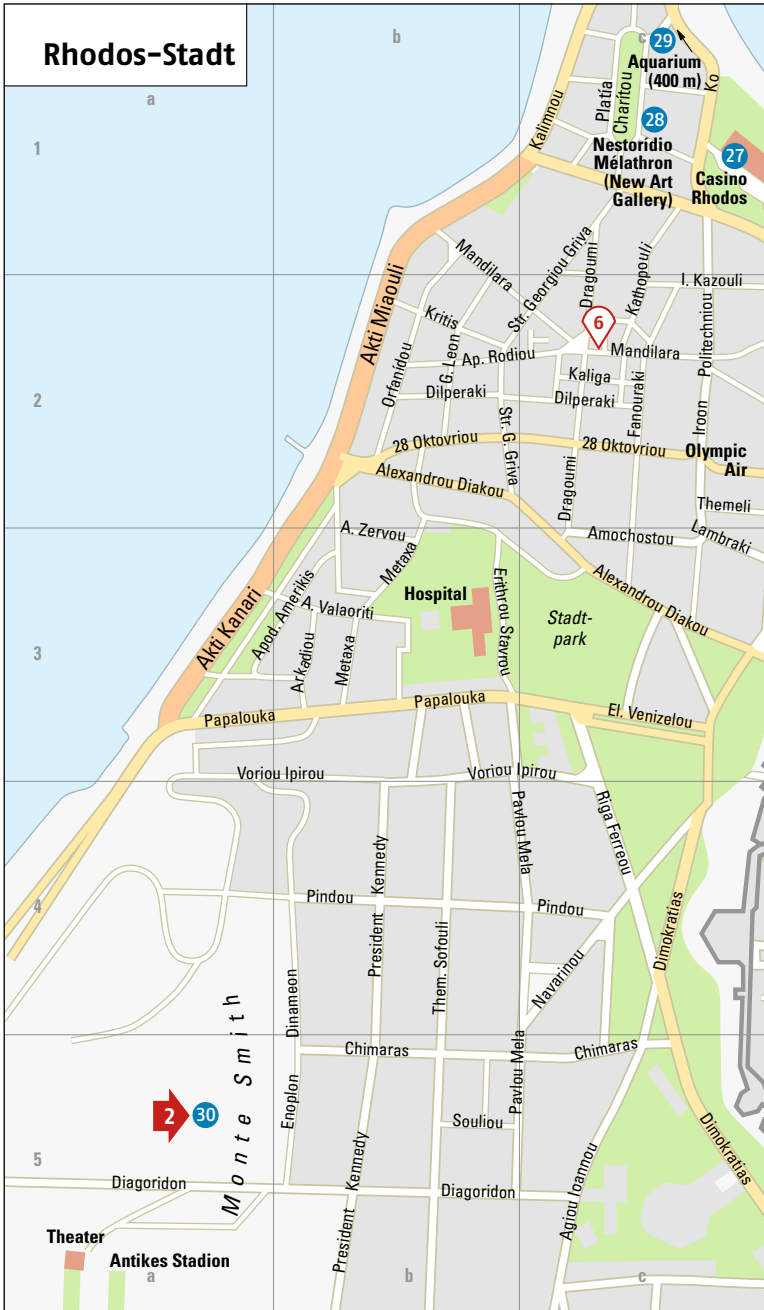 Rhodos-Stadt
a
b
c
29
Aquarium
(400 m)
Ko
Platía
Charítou
Kalimnou
1
28
Nestorídio
Mélathron
(New Art
Gallery)
27
Casino
Rhodos
Mandilara
Str. Georgiou Griva
Dragoumi
Kathopouli
I. Kazouli
Akti Miaouli
Kritis
6
Politechniou
Orfanídou
G. Leon
Ap. Rodiou
Mandilara
Kaliga
2
Dilperaki
Dilperaki
Fanouraki
Iroon
Str. G. Griva
28 Oktovriou
28 Oktovriou
Olympic
Air
Alexandrou Diakou
Dragoumi
Themeli
A. Zervou
Amochostou
Lambraki
Metaxa
Alexandrou Diakou
Akti Kanari
Apod. Amerikis
A. Valaoriti
Hospital
Erithrou Stavrou
Stadt-
park
3
Arkadiou
Metaxa
Papalouka
Papalouka
El. Venizelou
Voriou Ipirou
Voriou Ipirou
Pavlou Mela
Riga Ferreou
Kennedy
4
Pindou
Pindou
President
Them. Sofouli
Navarinou
Dimokratias
Dinameon
Monte Smith
Chimaras
Chimaras
Pavlou Mela
2
30
Enoplon
Souliou
Dimokratias
5
Kennedy
Agiou Ioannou
Diagoridon
Diagoridon
President
Theater
Antikes Stadion
a
b
c